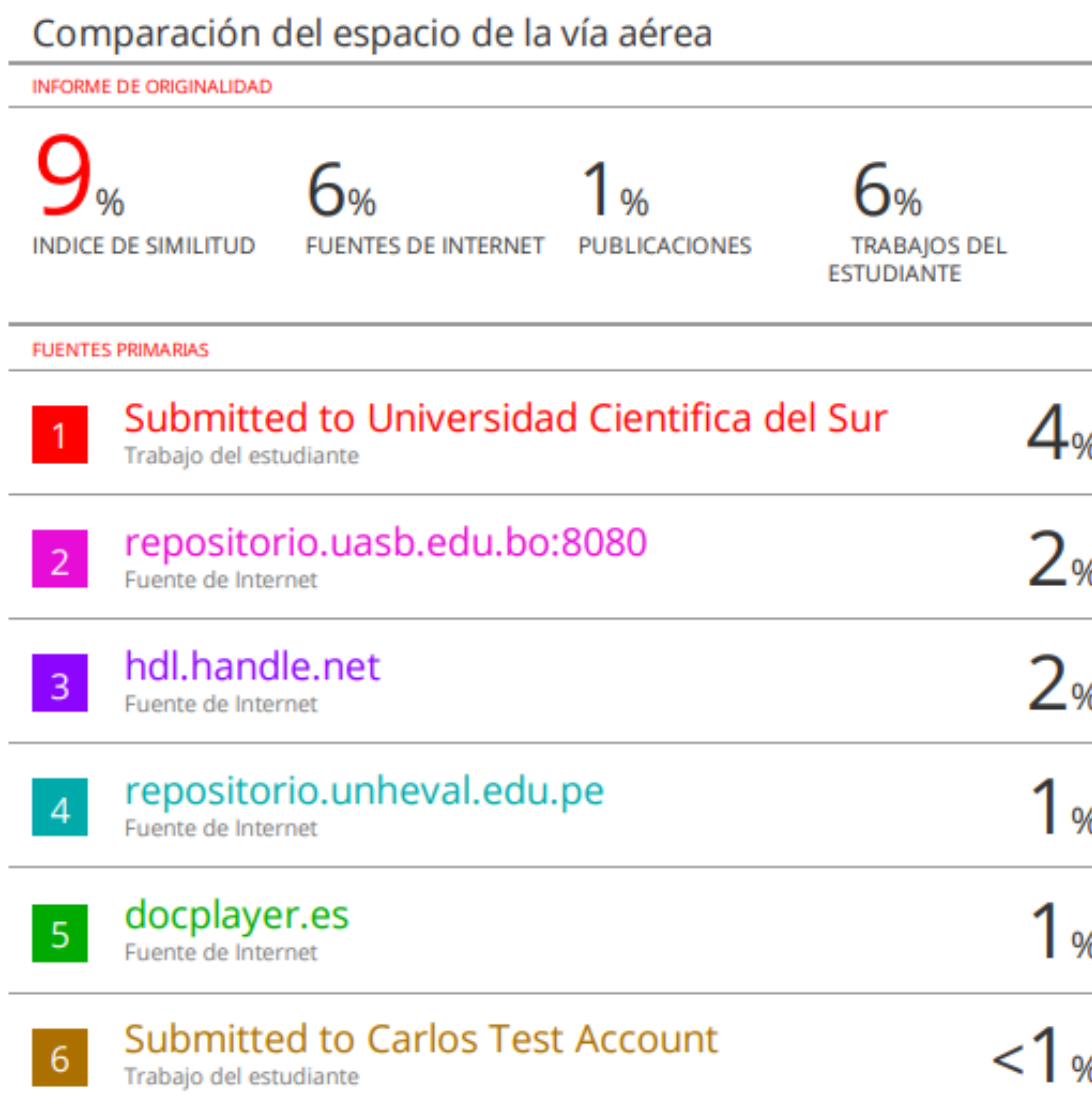 Comparación del espacio de la vía aérea
INFORME DE ORIGINALIDAD
9% 6% 1% 6%
INDICE DE SIMILITUD FUENTES DE INTERNET PUBLICACIONES TRABAJOS DEL
ESTUDIANTE
FUENTES PRIMARIAS
1 Submitted to Universidad Cientifica del Sur 4%
Trabajo del estudiante
2 repositorio.uasb.edu.bo:8080 2%
Fuente de Internet
3 hdl.handle.net 2%
Fuente de Internet
4 repositorio.unheval.edu.pe 1%
Fuente de Internet
5 docplayer.es 1%
Fuente de Internet
6 Submitted to Carlos Test Account <1%
Trabajo del estudiante